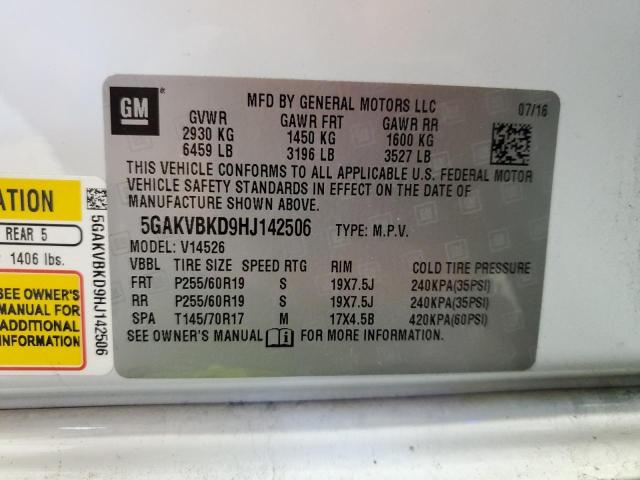 GM
MFD BY GENERAL MOTORS LLC 07/16
GVWR GAWR FRT GAWR RR
2930 KG 1450 KG 1600 KG
6459 LB 3196 LB 3527 LB
THIS VEHICLE CONFORMS TO ALL APPLICABLE U.S. FEDERAL MOTOR
VEHICLE SAFETY STANDARDS IN EFFECT ON THE DATE OF
MANUFACTURE SHOWN ABOVE.
5GAKVBKD9HJ142506 TYPE: M.P.V.
MODEL: V14526
VBBL TIRE SIZE SPEED RTG RIM COLD TIRE PRESSURE
FRT P255/60R19 S 19X7.5J 240KPA(35PSI)
RR P255/60R19 S 19X7.5J 240KPA(35PSI)
SPA T145/70R17 M 17X4.5B 420KPA(60PSI)
SEE OWNER'S MANUAL FOR MORE INFORMATION.
ATION
REAR 5
1406 lbs.
SEE OWNER'S
MANUAL FOR
ADDITIONAL
INFORMATION
5GAKVBKD9HJ142506